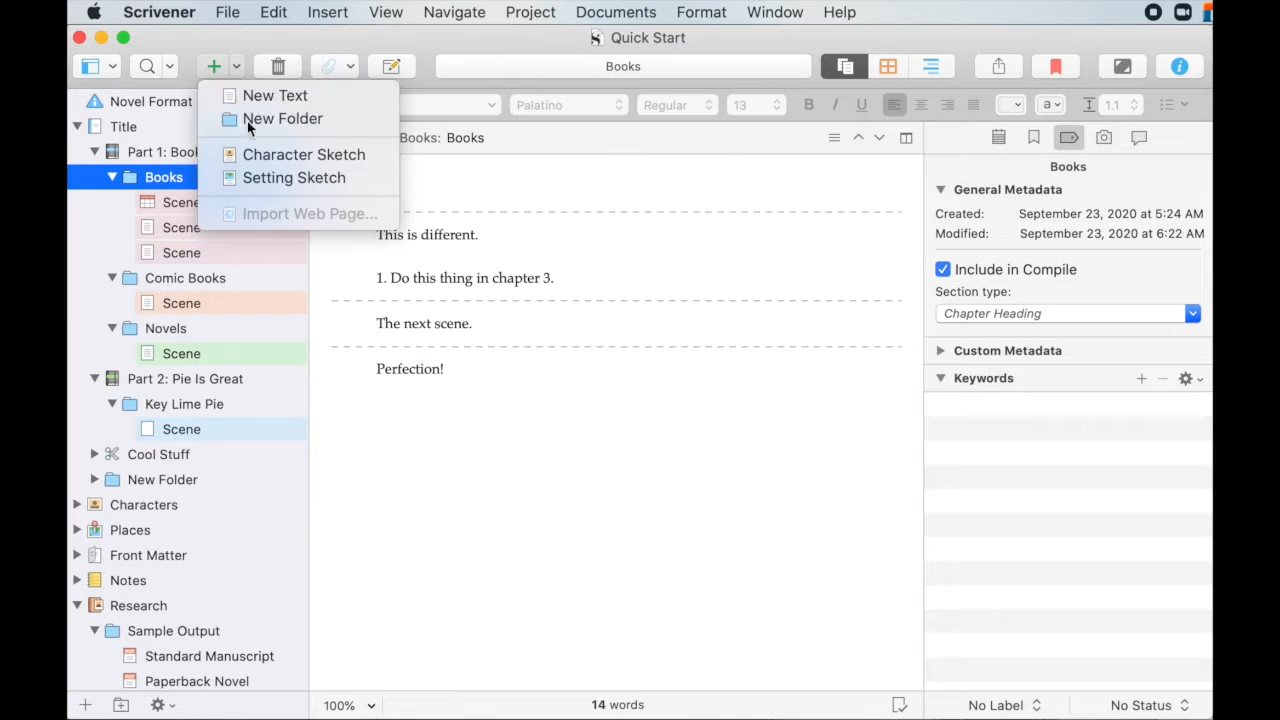 Scrivener File Edit Insert View Navigate Project Documents Format Window Help
Quick Start
Books
Novel Format
New Text
Palatino Regular 13 B I U a 1.1
Title
New Folder
Books: Books
Part 1: Book
Character Sketch
Books
Books
Setting Sketch
General Metadata
Scene
Import Web Page...
Created: September 23, 2020 at 5:24 AM
Scene
This is different.
Modified: September 23, 2020 at 6:22 AM
Scene
Include in Compile
Comic Books
1. Do this thing in chapter 3.
Section type:
Scene
Chapter Heading
Novels
The next scene.
Scene
Custom Metadata
Part 2: Pie Is Great
Perfection!
Keywords
Key Lime Pie
Scene
Cool Stuff
New Folder
Characters
Places
Front Matter
Notes
Research
Sample Output
Standard Manuscript
Paperback Novel
100% 14 words No Label No Status